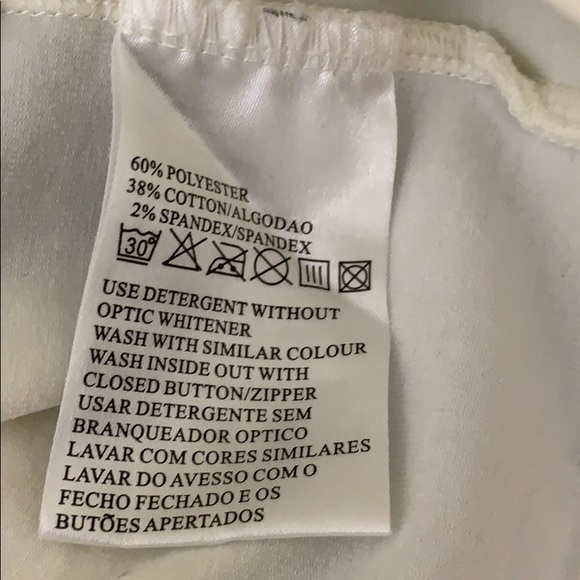 60% POLYESTER
38% COTTON/ALGODAO
2% SPANDEX/SPANDEX
30°
USE DETERGENT WITHOUT
OPTIC WHITENER
WASH WITH SIMILAR COLOUR
WASH INSIDE OUT WITH
CLOSED BUTTON/ZIPPER
USAR DETERGENTE SEM
BRANQUEADOR OPTICO
LAVAR COM CORES SIMILARES
LAVAR DO AVESSO COM O
FECHO FECHADO E OS
BUTÕES APERTADOS